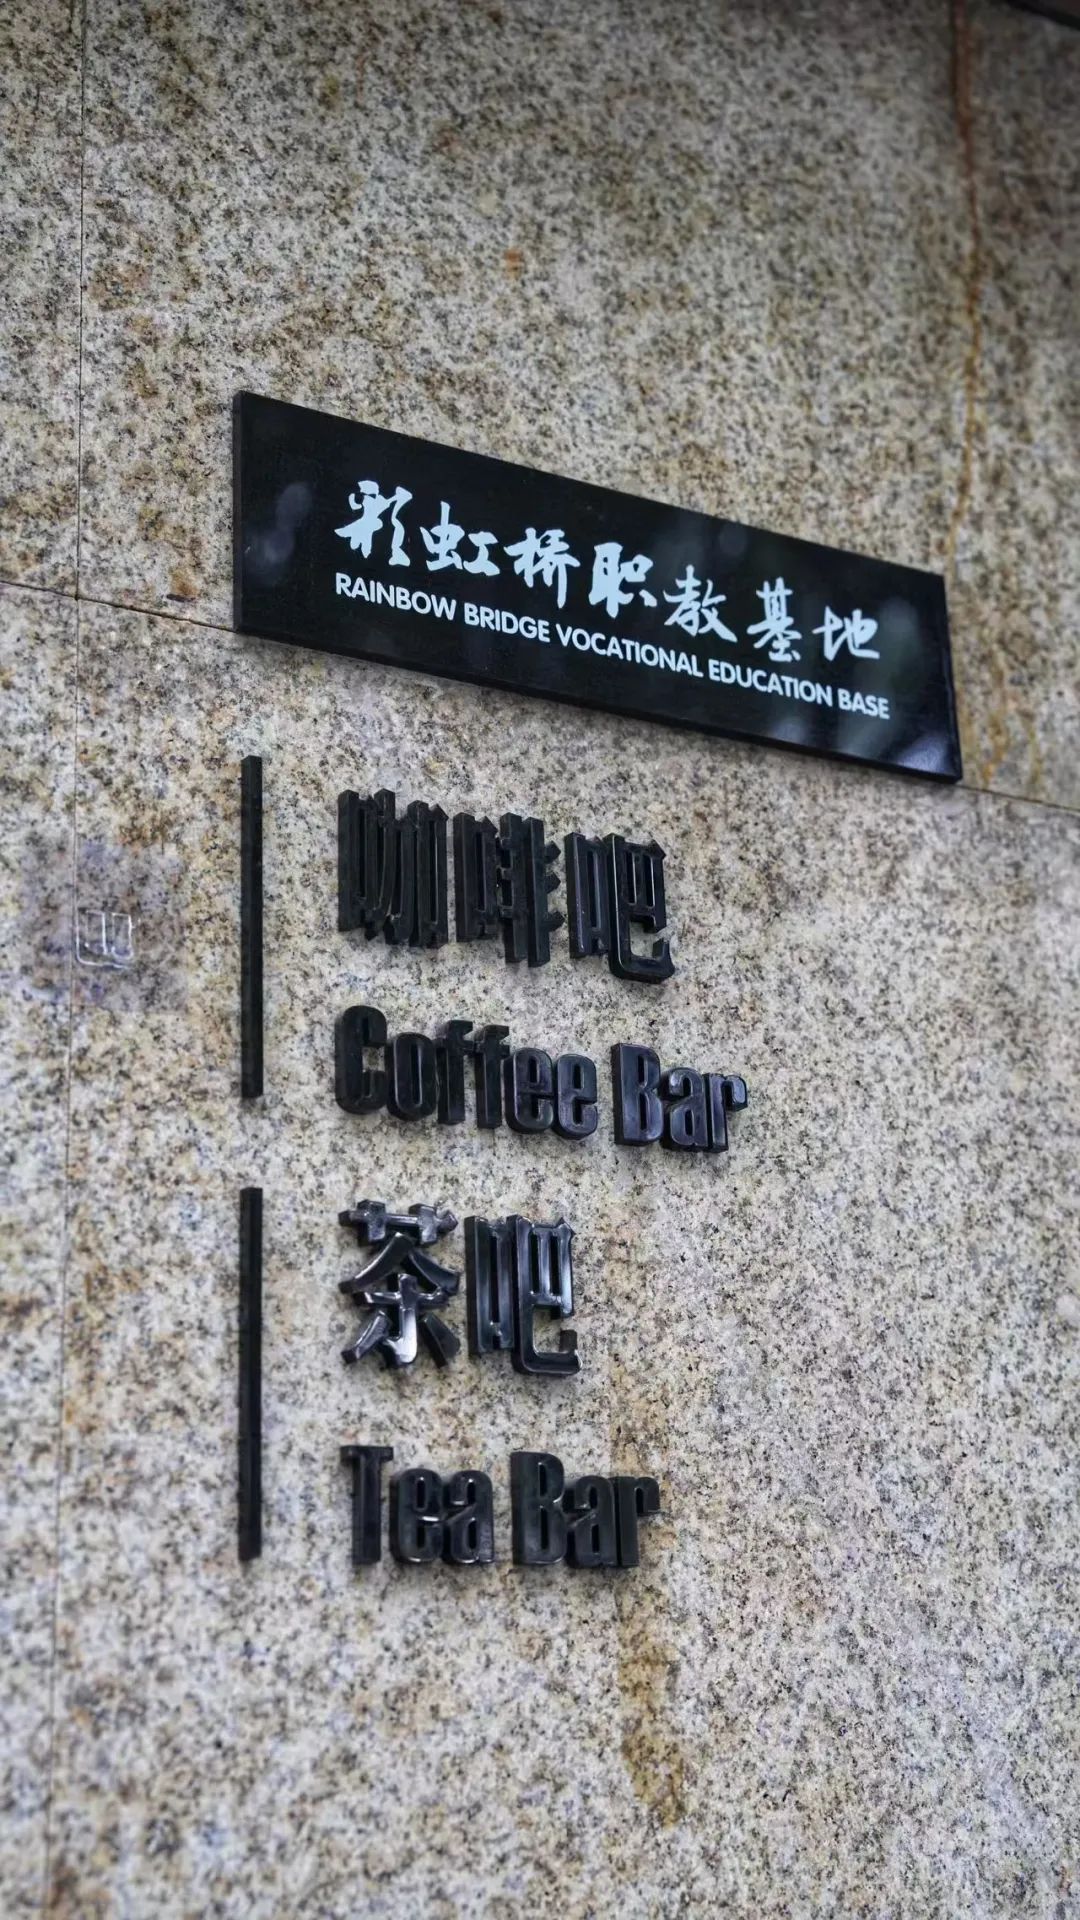 彩虹桥职教基地
RAINBOW BRIDGE VOCATIONAL EDUCATION BASE
咖啡吧
Coffee Bar
茶吧
Tea Bar